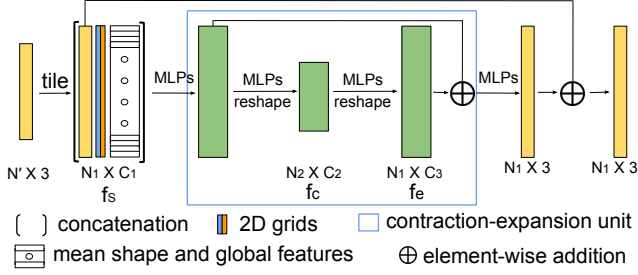 tile
MLPs
MLPs
reshape
MLPs
reshape
MLPs
N′ X 3
N₁ X C₁
fₛ
N₂ X C₂
f꜀
N₁ X C₃
fₑ
N₁ X 3
N₁ X 3
concatenation
2D grids
contraction-expansion unit
mean shape and global features
element-wise addition